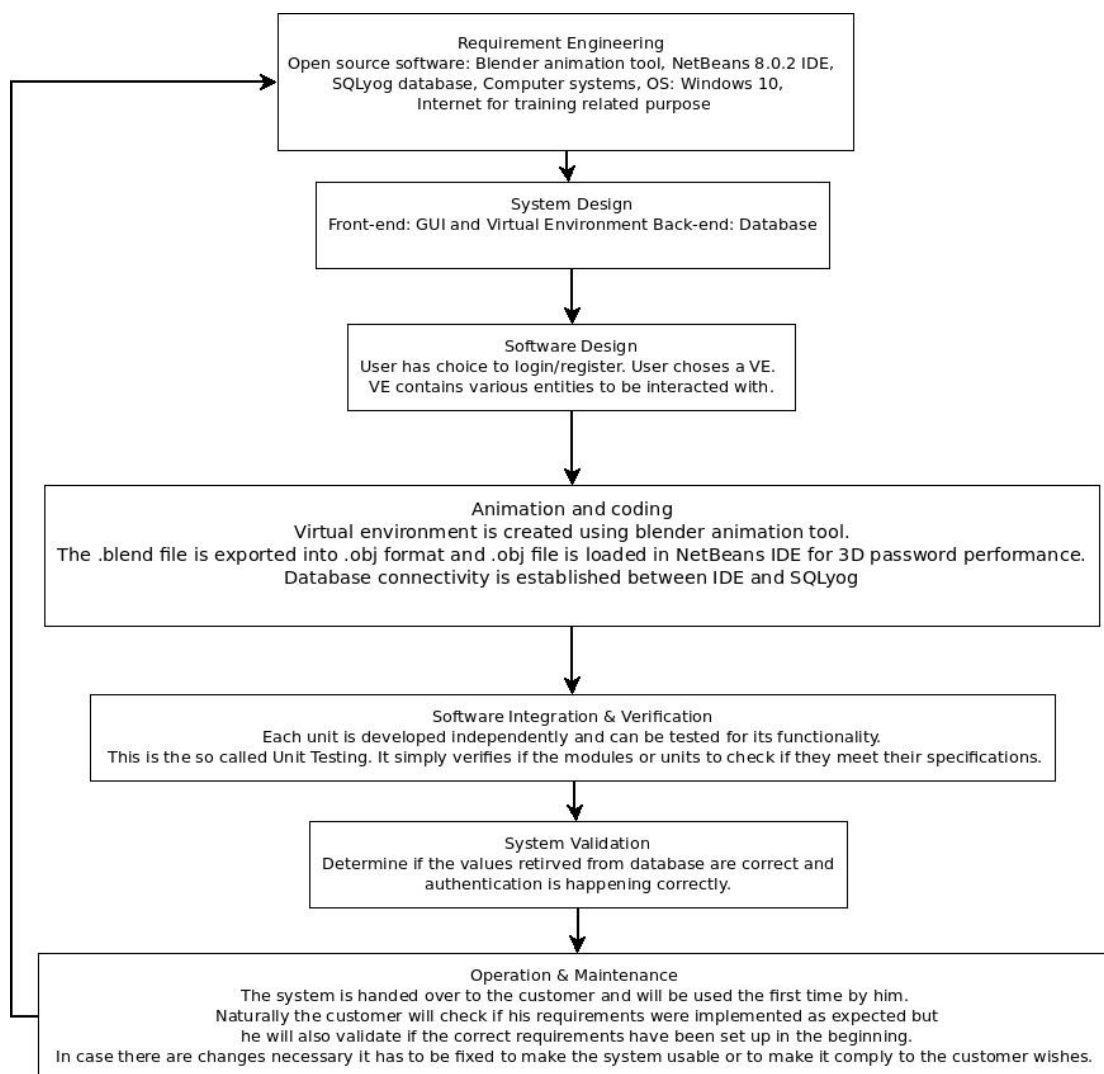 Requirement Engineering
Open source software: Blender animation tool, NetBeans 8.0.2 IDE,
SQLyog database, Computer systems, OS: Windows 10,
Internet for training related purpose
System Design
Front-end: GUI and Virtual Environment Back-end: Database
Software Design
User has choice to login/register. User choses a VE.
VE contains various entities to be interacted with.
Animation and coding
Virtual environment is created using blender animation tool.
The .blend file is exported into .obj format and .obj file is loaded in NetBeans IDE for 3D password performance.
Database connectivity is established between IDE and SQLyog
Software Integration & Verification
Each unit is developed independently and can be tested for its functionality.
This is the so called Unit Testing. It simply verifies if the modules or units to check if they meet their specifications.
System Validation
Determine if the values retirved from database are correct and
authentication is happening correctly.
Operation & Maintenance
The system is handed over to the customer and will be used the first time by him.
Naturally the customer will check if his requirements were implemented as expected but
he will also validate if the correct requirements have been set up in the beginning.
In case there are changes necessary it has to be fixed to make the system usable or to make it comply to the customer wishes.